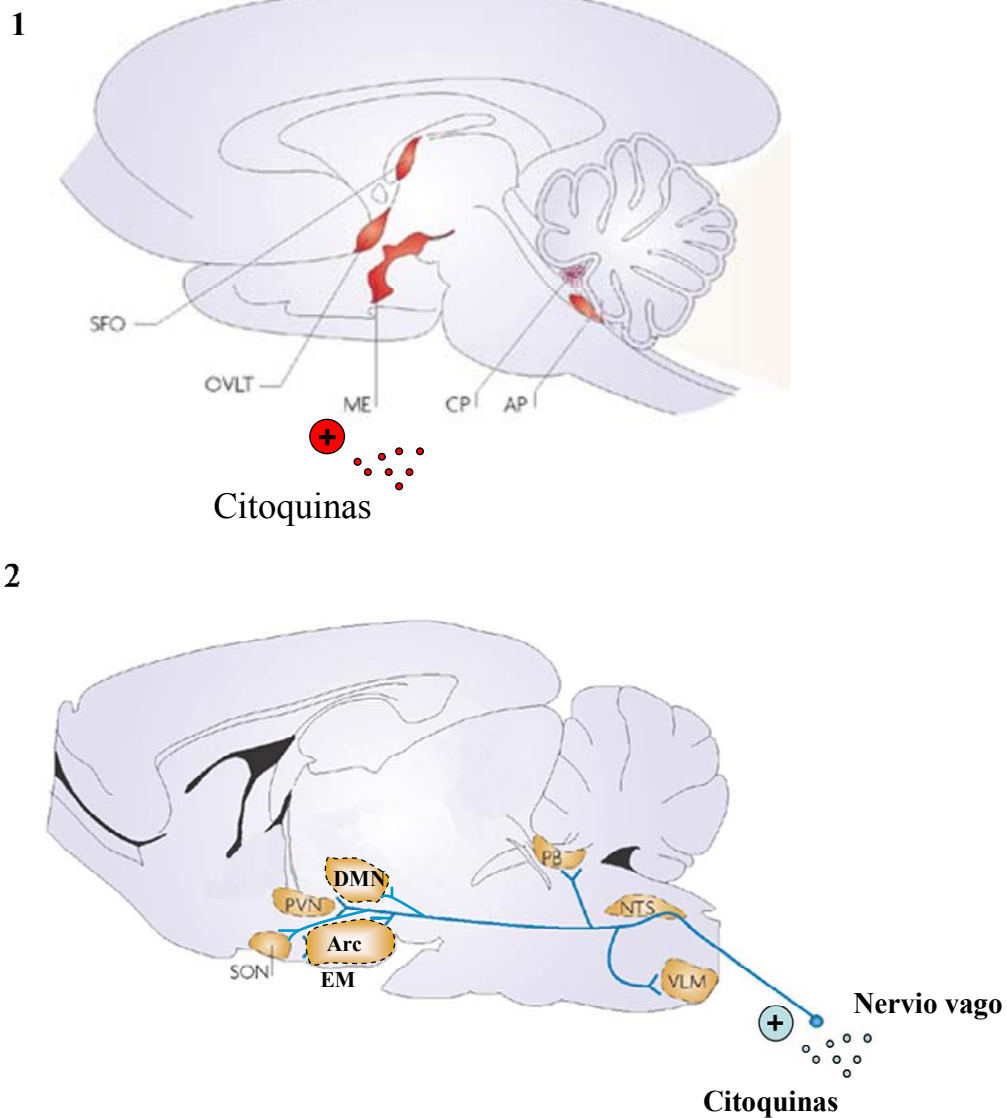 1
SFO
OVLT
ME
CP
AP
+
Citoquinas
2
DMN
PVN
PB
NTS
Arc
SON
EM
VLM
Nervio vago
+
Citoquinas